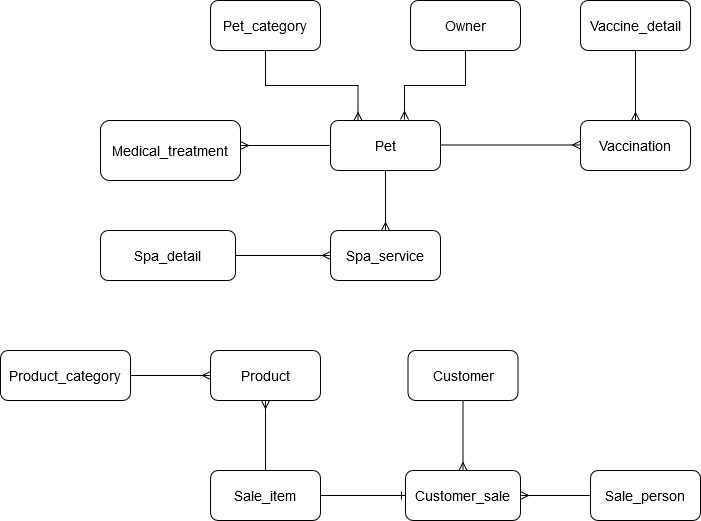 Pet_category
Owner
Vaccine_detail
Medical_treatment
Pet
Vaccination
Spa_detail
Spa_service
Product_category
Product
Customer
Sale_item
Customer_sale
Sale_person